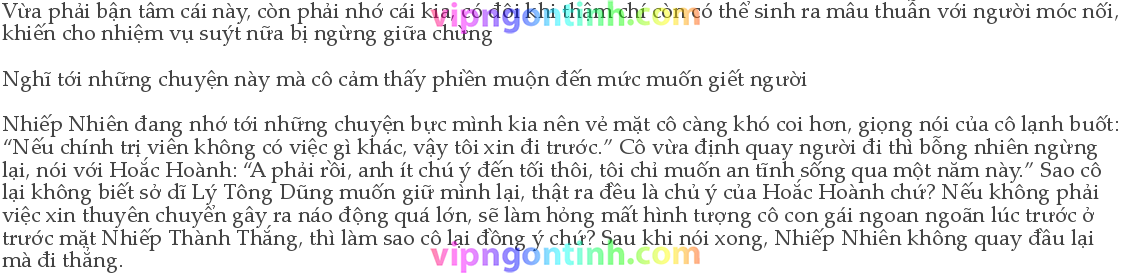 Vừa phải bận tâm cái này, còn phải nhớ cái kia, có đôi khi thậm chí còn có thể sinh ra mâu thuẫn với người móc nối,
vipngontinh.com
khiến cho nhiệm vụ suýt nữa bị ngừng giữa chừng
Nghĩ tới những chuyện này mà cô cảm thấy phiền muộn đến mức muốn giết người
Nhiếp Nhiên đang nhớ tới những chuyện bực mình kia nên vẻ mặt cô càng khó coi hơn, giọng nói của cô lạnh buốt:
“Nếu chính trị viên không có việc gì khác, vậy tôi xin đi trước.” Cô vừa định quay người đi thì bỗng nhiên ngừng
lại, nói với Hoắc Hoành: “A phải rồi, anh ít chú ý đến tối thôi, tôi chỉ muốn an tĩnh sống qua một năm này.” Sao cô
lại không biết sở dĩ Lý Tông Dũng muốn giữ mình lại, thật ra đều là chủ ý của Hoắc Hoành chứ? Nếu không phải
việc xin thuyên chuyển gây ra náo động quá lớn, sẽ làm hỏng mất hình tượng cô con gái ngoan ngoãn lúc trước ở
trước mặt Nhiếp Thành Thắng, thì làm sao cô lại đồng ý chứ? Sau khi nói xong, Nhiếp Nhiên không quay đầu lại
mà đi thẳng.
vipngontinh.com